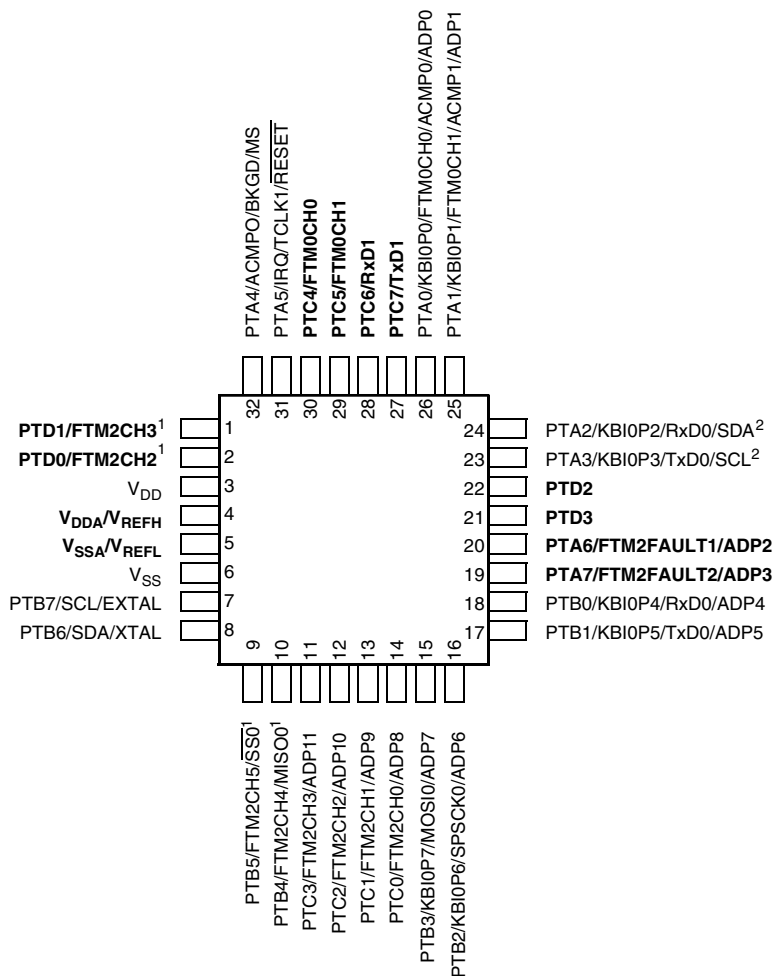 PTA4/ACMPO/BKGD/MS
PTA5/IRQ/TCLK1/RESET
PTC4/FTM0CH0
PTC5/FTM0CH1
PTC6/RxD1
PTC7/TxD1
PTA0/KBI0P0/FTM0CH0/ACMP0/ADP0
PTA1/KBI0P1/FTM0CH1/ACMP1/ADP1
32
31
30
29
28
27
26
25
PTD1/FTM2CH3¹ 1
PTD0/FTM2CH2¹ 2
VDD 3
VDDA/VREFH 4
VSSA/VREFL 5
VSS 6
PTB7/SCL/EXTAL 7
PTB6/SDA/XTAL 8
24 PTA2/KBI0P2/RxD0/SDA²
23 PTA3/KBI0P3/TxD0/SCL²
22 PTD2
21 PTD3
20 PTA6/FTM2FAULT1/ADP2
19 PTA7/FTM2FAULT2/ADP3
18 PTB0/KBI0P4/RxD0/ADP4
17 PTB1/KBI0P5/TxD0/ADP5
9
10
11
12
13
14
15
16
PTB5/FTM2CH5/SS0¹
PTB4/FTM2CH4/MISO0¹
PTC3/FTM2CH3/ADP11
PTC2/FTM2CH2/ADP10
PTC1/FTM2CH1/ADP9
PTC0/FTM2CH0/ADP8
PTB3/KBI0P7/MOSI0/ADP7
PTB2/KBI0P6/SPSCK0/ADP6